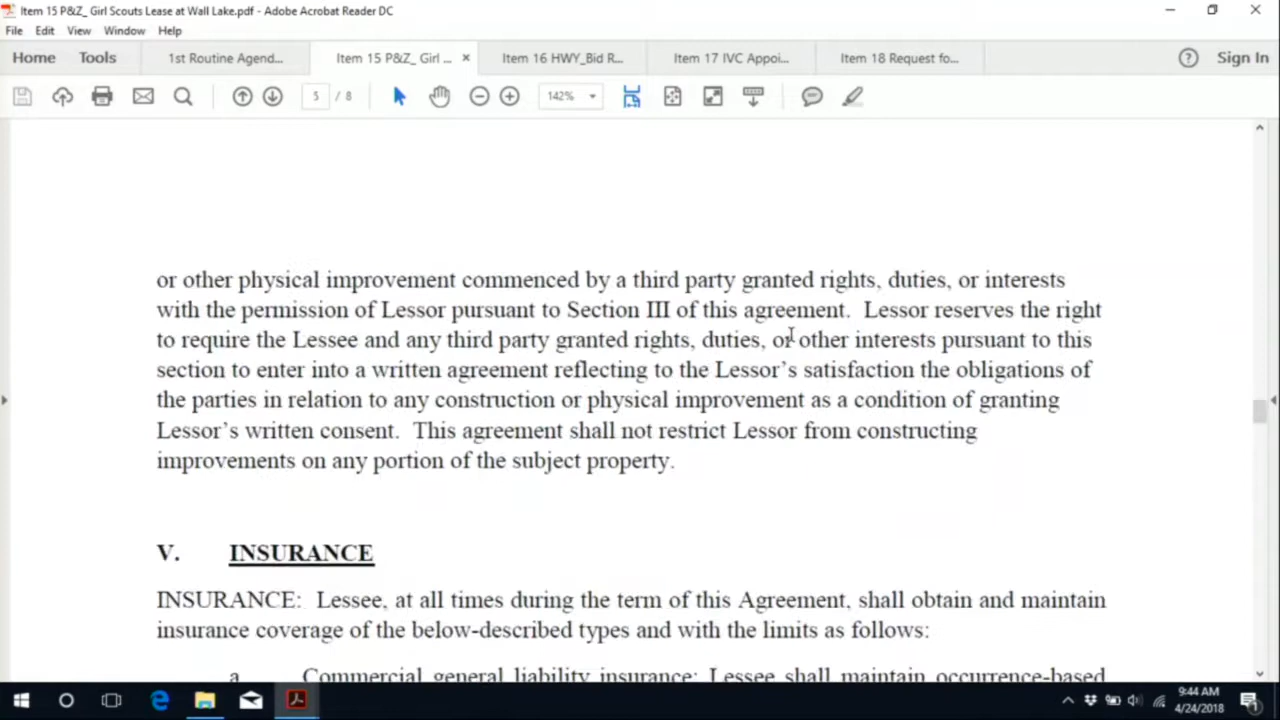 Item 15 P&Z_ Girl Scouts Lease at Wall Lake.pdf - Adobe Acrobat Reader DC
File Edit View Window Help
Home Tools 1st Routine Agend... Item 15 P&Z_ Girl ... × Item 16 HWY_Bid R... Item 17 IVC Appoi... Item 18 Request fo... Sign In
5 / 8 142%
or other physical improvement commenced by a third party granted rights, duties, or interests
with the permission of Lessor pursuant to Section III of this agreement. Lessor reserves the right
to require the Lessee and any third party granted rights, duties, or other interests pursuant to this
section to enter into a written agreement reflecting to the Lessor’s satisfaction the obligations of
the parties in relation to any construction or physical improvement as a condition of granting
Lessor’s written consent. This agreement shall not restrict Lessor from constructing
improvements on any portion of the subject property.
V. INSURANCE
INSURANCE: Lessee, at all times during the term of this Agreement, shall obtain and maintain
insurance coverage of the below-described types and with the limits as follows:
a Commercial general liability insurance: Lessee shall maintain occurrence-based
9:44 AM
4/24/2018